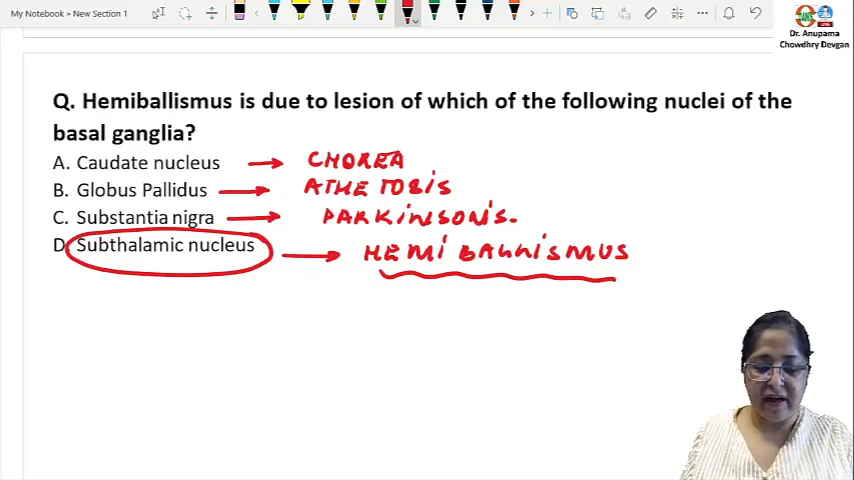 My Notebook » New Section 1
Dr. Anupama
Chowdhry Devgan
Q. Hemiballismus is due to lesion of which of the following nuclei of the
basal ganglia?
A. Caudate nucleus → CHOREA
B. Globus Pallidus → ATHETOSIS
C. Substantia nigra → PARKINSONIS.
D. Subthalamic nucleus → HEMIBALLISMUS